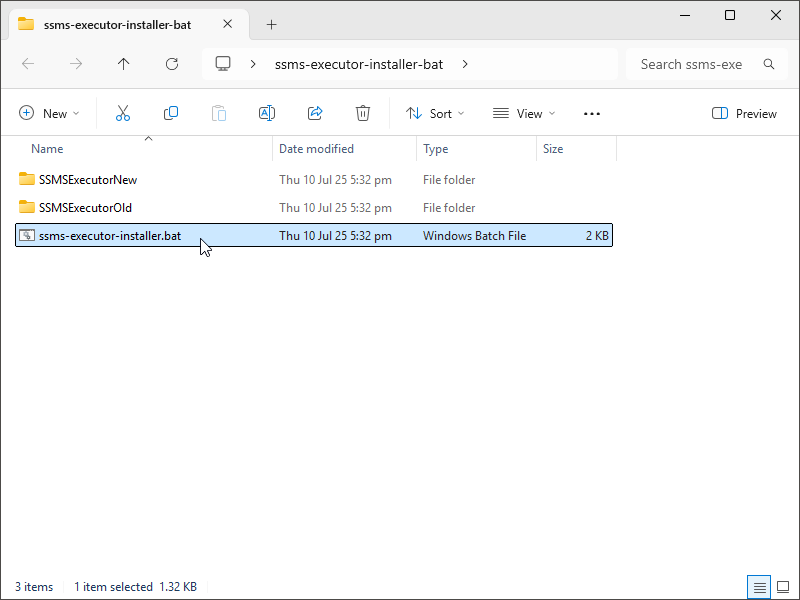 ssms-executor-installer-bat
ssms-executor-installer-bat
Search ssms-exe
New
Sort
View
Preview
Name Date modified Type Size
SSMSExecutorNew Thu 10 Jul 25 5:32 pm File folder
SSMSExecutorOld Thu 10 Jul 25 5:32 pm File folder
ssms-executor-installer.bat Thu 10 Jul 25 5:32 pm Windows Batch File 2 KB
3 items 1 item selected 1.32 KB